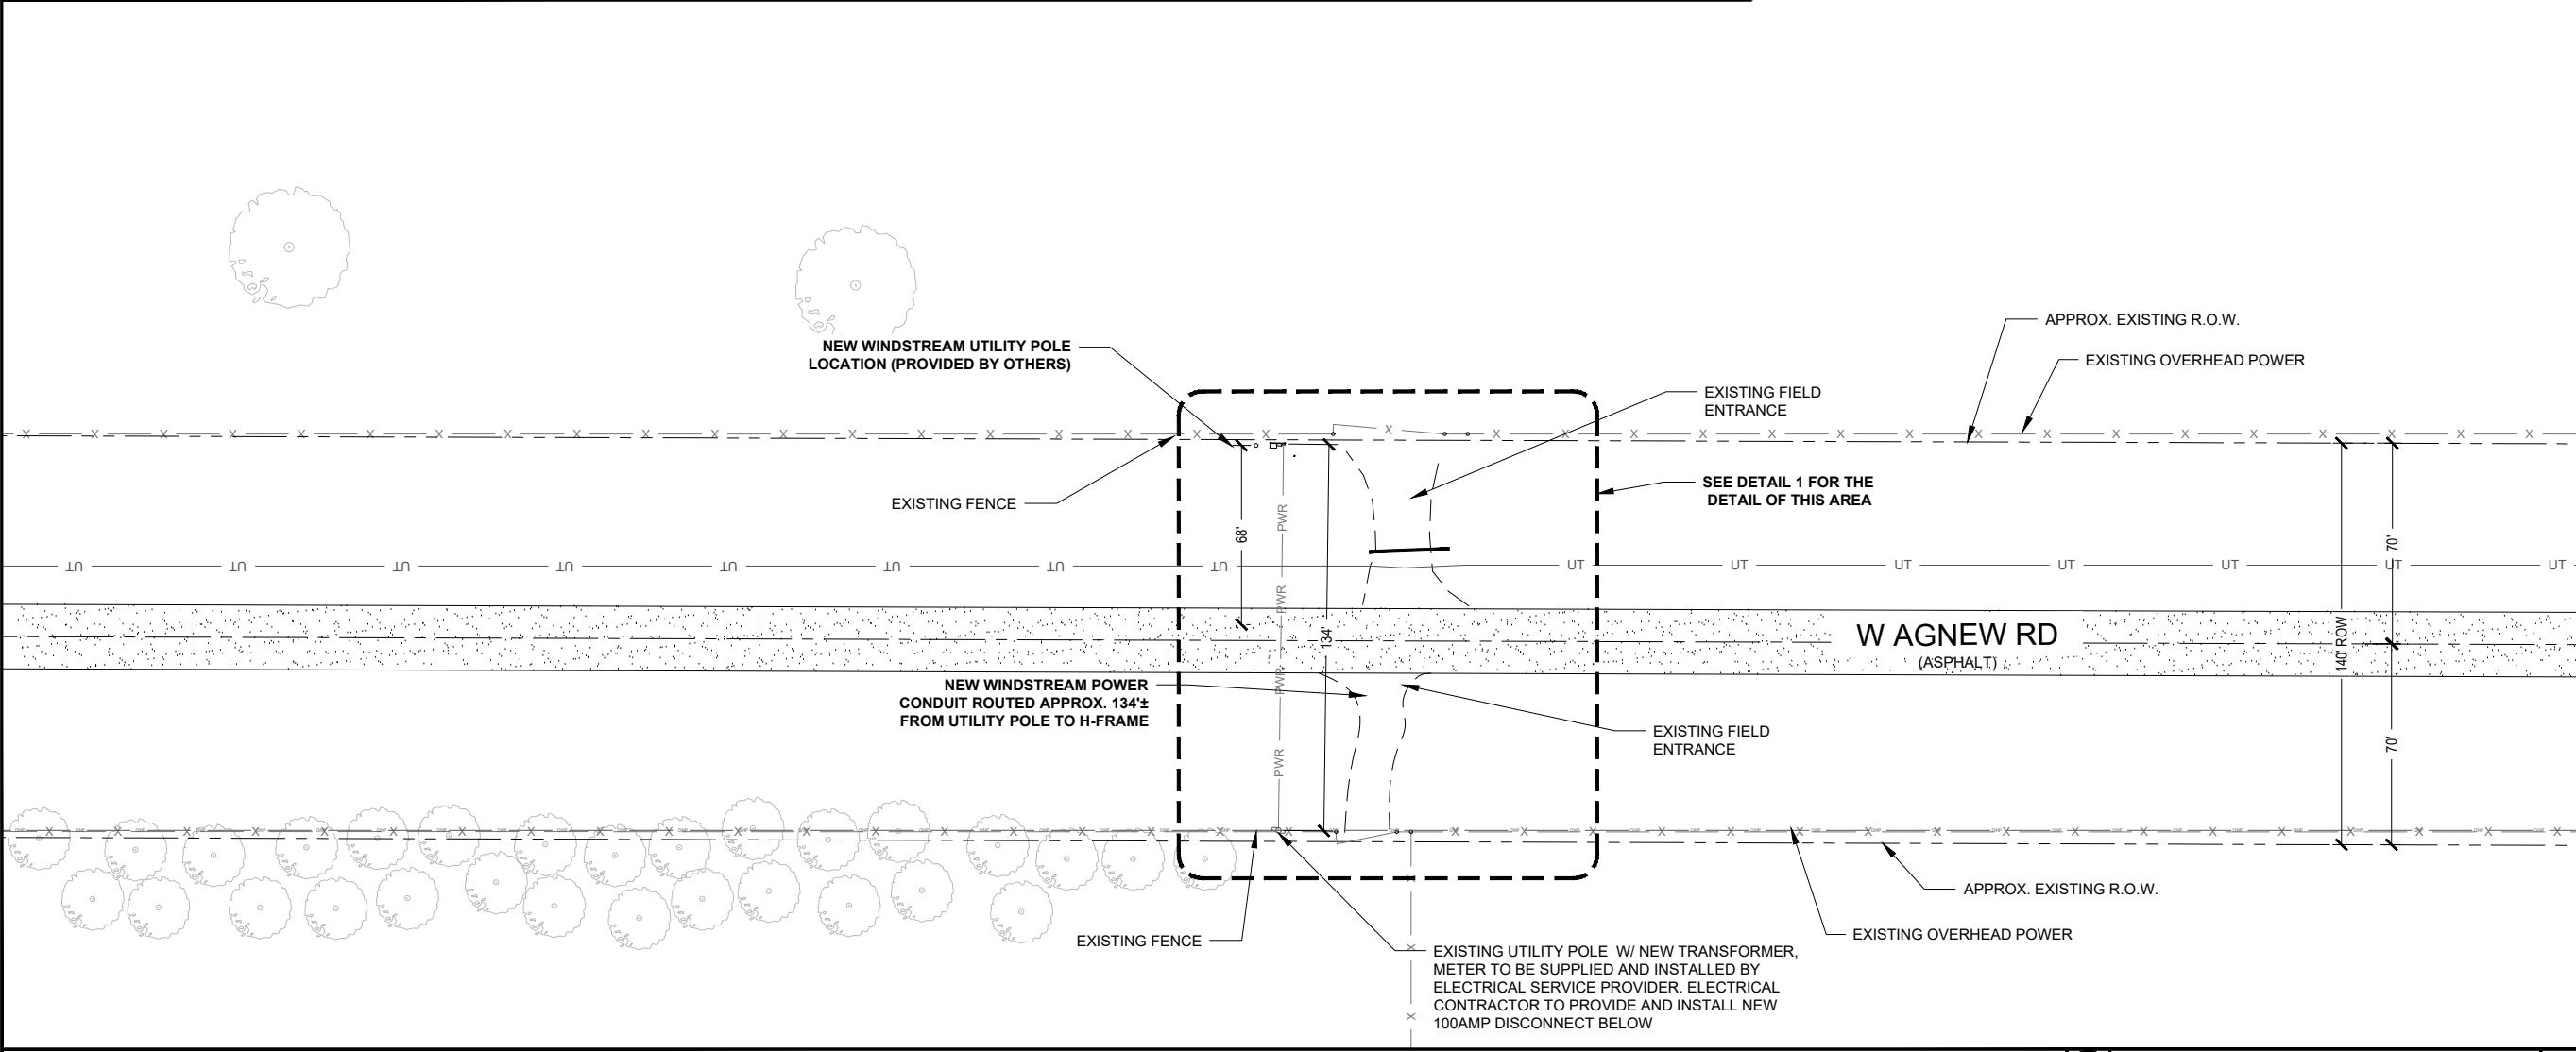 APPROX. EXISTING R.O.W.
EXISTING OVERHEAD POWER
NEW WINDSTREAM UTILITY POLE
LOCATION (PROVIDED BY OTHERS)
EXISTING FIELD
ENTRANCE
X X X X X X X X X X X X X X X X X X X X X X X X X X X X X X X X X X X
EXISTING FENCE
SEE DETAIL 1 FOR THE
DETAIL OF THIS AREA
68'
PWR
70'
UT UT UT UT UT UT UT UT UT UT UT UT UT UT UT
PWR
134'
W AGNEW RD
(ASPHALT)
140' ROW
PWR
NEW WINDSTREAM POWER
CONDUIT ROUTED APPROX. 134'±
FROM UTILITY POLE TO H-FRAME
EXISTING FIELD
ENTRANCE
PWR
70'
X X X X X X X X X X X X X X X X X X X X X X X X X X X X X X X X X X X
APPROX. EXISTING R.O.W.
EXISTING FENCE
EXISTING OVERHEAD POWER
X
X
X
EXISTING UTILITY POLE W/ NEW TRANSFORMER,
METER TO BE SUPPLIED AND INSTALLED BY
ELECTRICAL SERVICE PROVIDER. ELECTRICAL
CONTRACTOR TO PROVIDE AND INSTALL NEW
100AMP DISCONNECT BELOW